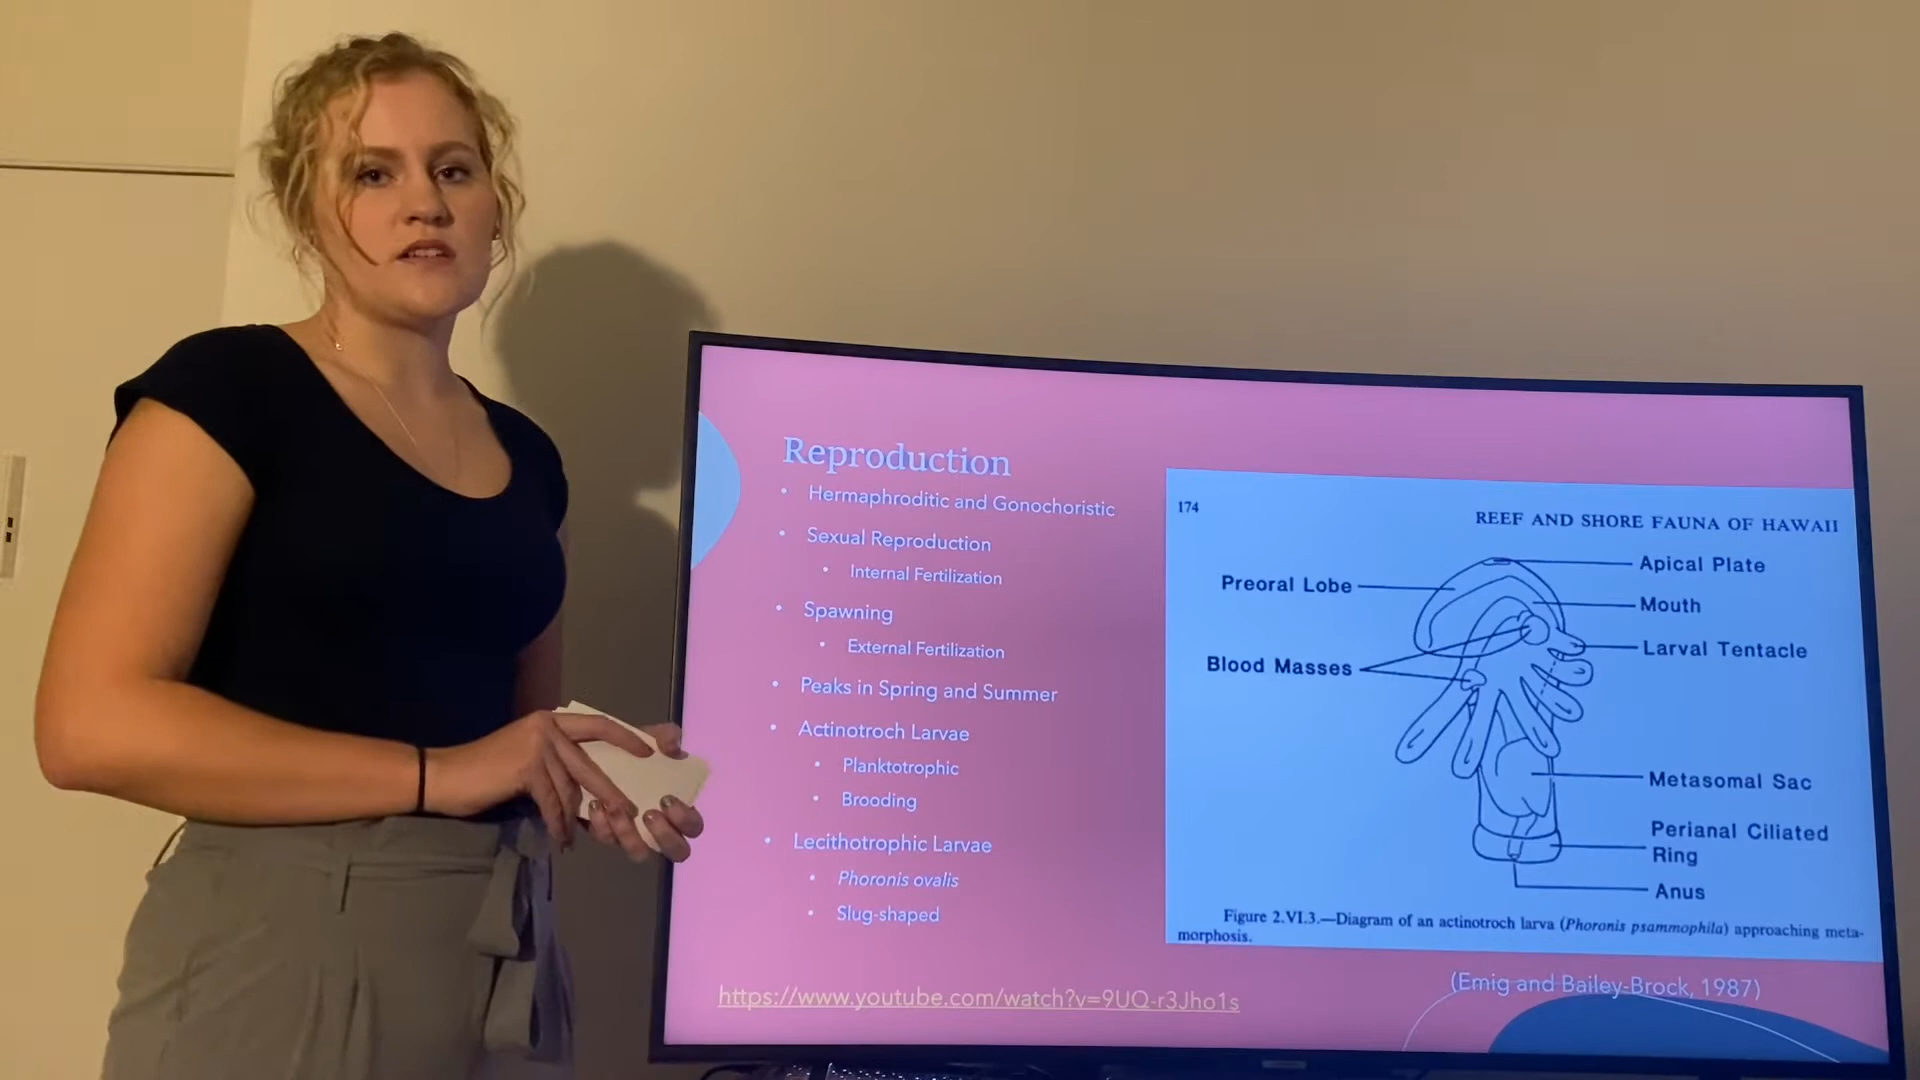 Reproduction
• Hermaphroditic and Gonochoristic
• Sexual Reproduction
• Internal Fertilization
• Spawning
• External Fertilization
• Peaks in Spring and Summer
• Actinotroch Larvae
• Planktotrophic
• Brooding
• Lecithotrophic Larvae
• Phoronis ovalis
• Slug-shaped
https://www.youtube.com/watch?v=9UQ-r3Jho1s
174
REEF AND SHORE FAUNA OF HAWAII
Apical Plate
Preoral Lobe
Mouth
Larval Tentacle
Blood Masses
Metasomal Sac
Perianal Ciliated
Ring
Anus
Figure 2.VI.3.—Diagram of an actinotroch larva (Phoronis psammophila) approaching meta-
morphosis.
(Emig and Bailey-Brock, 1987)